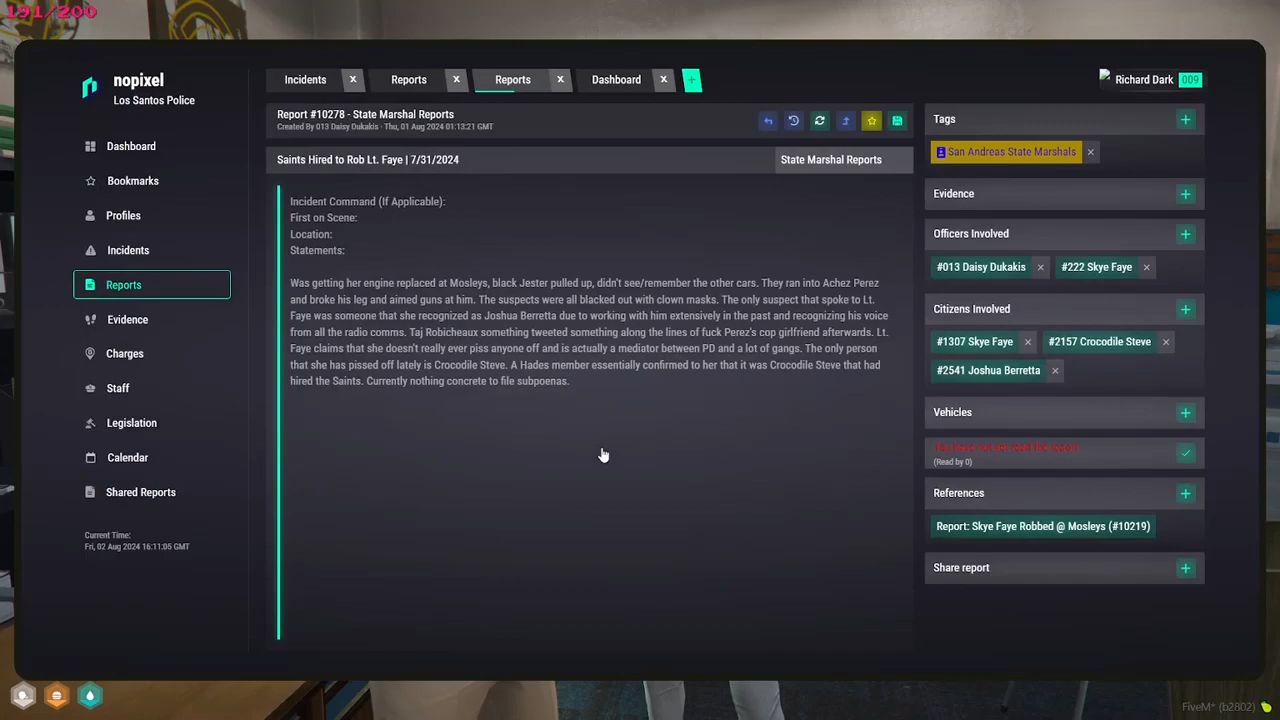 191/200
nopixel
Los Santos Police
Dashboard
Bookmarks
Profiles
Incidents
Reports
Evidence
Charges
Staff
Legislation
Calendar
Shared Reports
Current Time:
Fri, 02 Aug 2024 16:11:05 GMT
Incidents x Reports x Reports x Dashboard x +
Richard Dark 009
Report #10278 - State Marshal Reports
Created By 013 Daisy Dukakis - Thu, 01 Aug 2024 01:13:21 GMT
Saints Hired to Rob Lt. Faye | 7/31/2024
State Marshal Reports
Incident Command (If Applicable):
First on Scene:
Location:
Statements:
Was getting her engine replaced at Mosleys, black Jester pulled up, didn't see/remember the other cars. They ran into Achez Perez
and broke his leg and aimed guns at him. The suspects were all blacked out with clown masks. The only suspect that spoke to Lt.
Faye was someone that she recognized as Joshua Berretta due to working with him extensively in the past and recognizing his voice
from all the radio comms. Taj Robicheaux something tweeted something along the lines of fuck Perez's cop girlfriend afterwards. Lt.
Faye claims that she doesn't really ever piss anyone off and is actually a mediator between PD and a lot of gangs. The only person
that she has pissed off lately is Crocodile Steve. A Hades member essentially confirmed to her that it was Crocodile Steve that had
hired the Saints. Currently nothing concrete to file subpoenas.
Tags +
San Andreas State Marshals x
Evidence +
Officers Involved +
#013 Daisy Dukakis x #222 Skye Faye x
Citizens Involved +
#1307 Skye Faye x #2157 Crocodile Steve x
#2541 Joshua Berretta x
Vehicles +
You have not yet read the report
(Read by 0)
References +
Report: Skye Faye Robbed @ Mosleys (#10219)
Share report +
FiveM* (b2802)